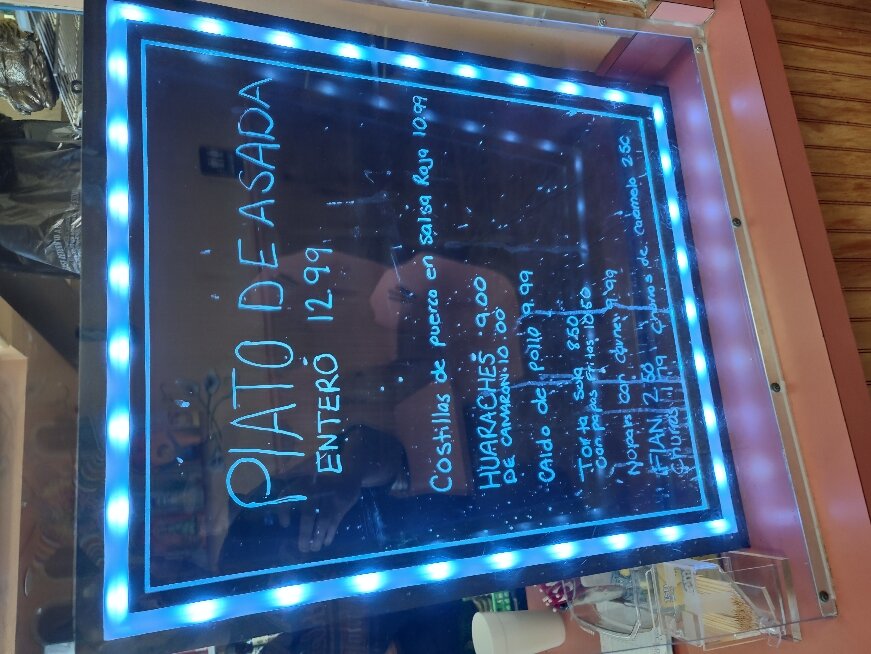 PLATO DE ASADA
ENTERO 12.99
Costillas de puerco en salsa Roja 10.99
HUARACHES 9.00
DE CAMARON 10.00
Caldo de pollo 9.99
Torta sola 8.50
Con papas fritas 10.50
Nopales con carne 9.99
FLAN 2.50
Churros 1.79 Churros de caramelo 2.50